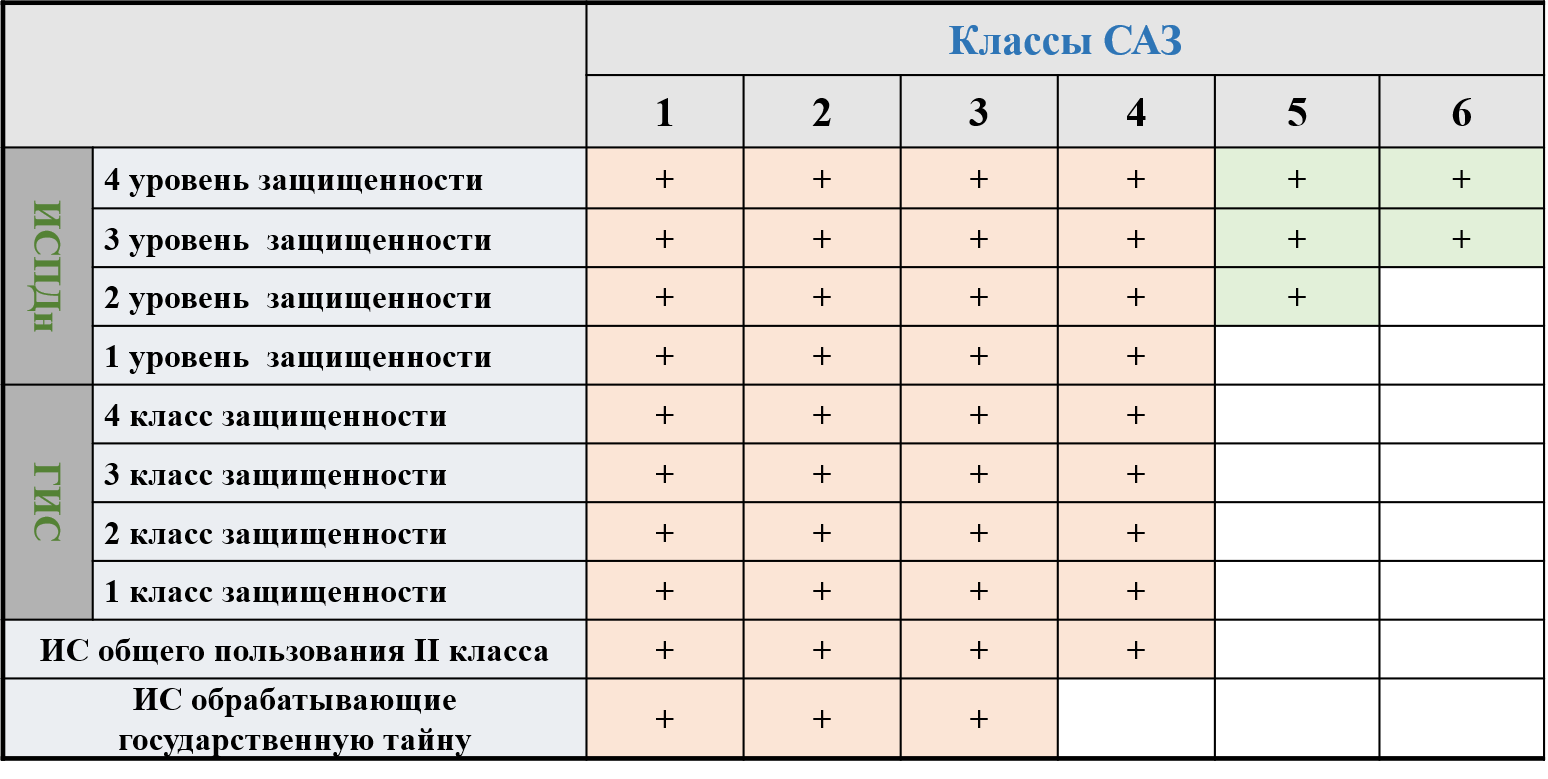 Классы САЗ
1 2 3 4 5 6
ИСПДн
4 уровень защищенности + + + + + +
3 уровень защищенности + + + + + +
2 уровень защищенности + + + + +
1 уровень защищенности + + + +
ГИС
4 класс защищенности + + + +
3 класс защищенности + + + +
2 класс защищенности + + + +
1 класс защищенности + + + +
ИС общего пользования II класса + + + +
ИС обрабатывающие
государственную тайну + + +